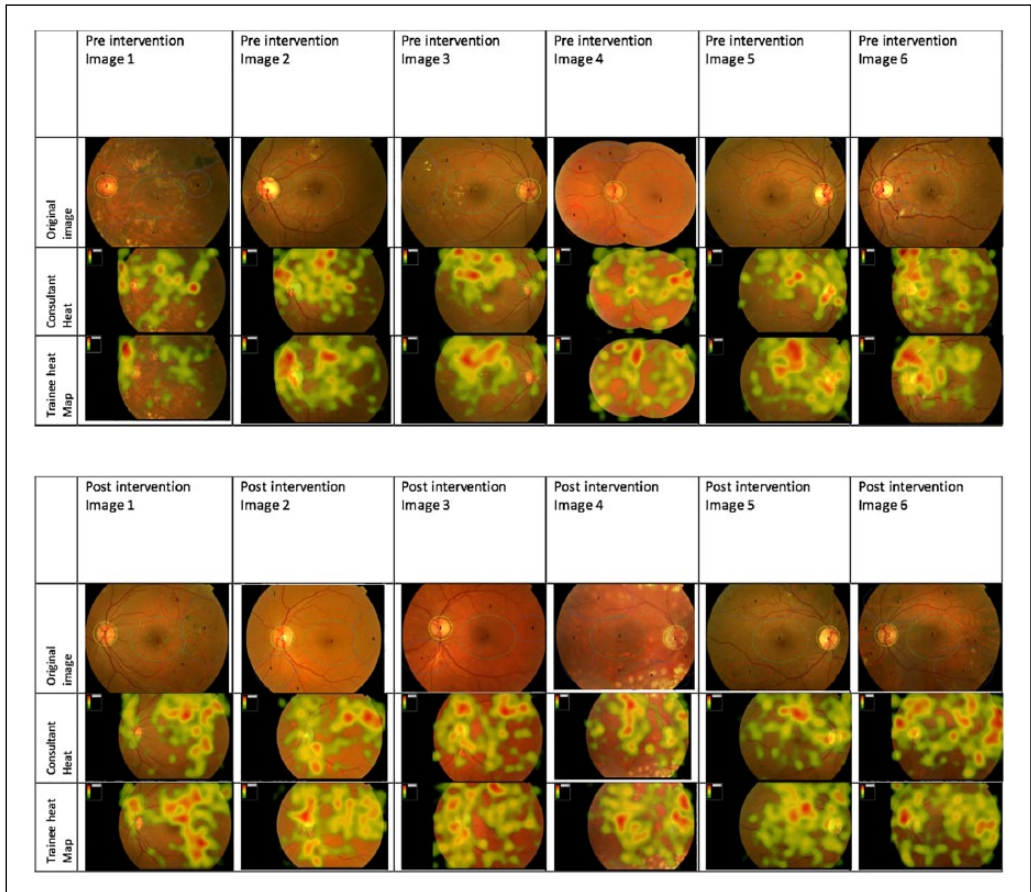 Pre intervention
Image 1
Pre intervention
Image 2
Pre intervention
Image 3
Pre intervention
Image 4
Pre intervention
Image 5
Pre intervention
Image 6
Original
image
Consultant
Heat
Trainee heat
Map
Post intervention
Image 1
Post intervention
Image 2
Post intervention
Image 3
Post intervention
Image 4
Post intervention
Image 5
Post intervention
Image 6
Original
image
Consultant
Heat
Trainee heat
Map